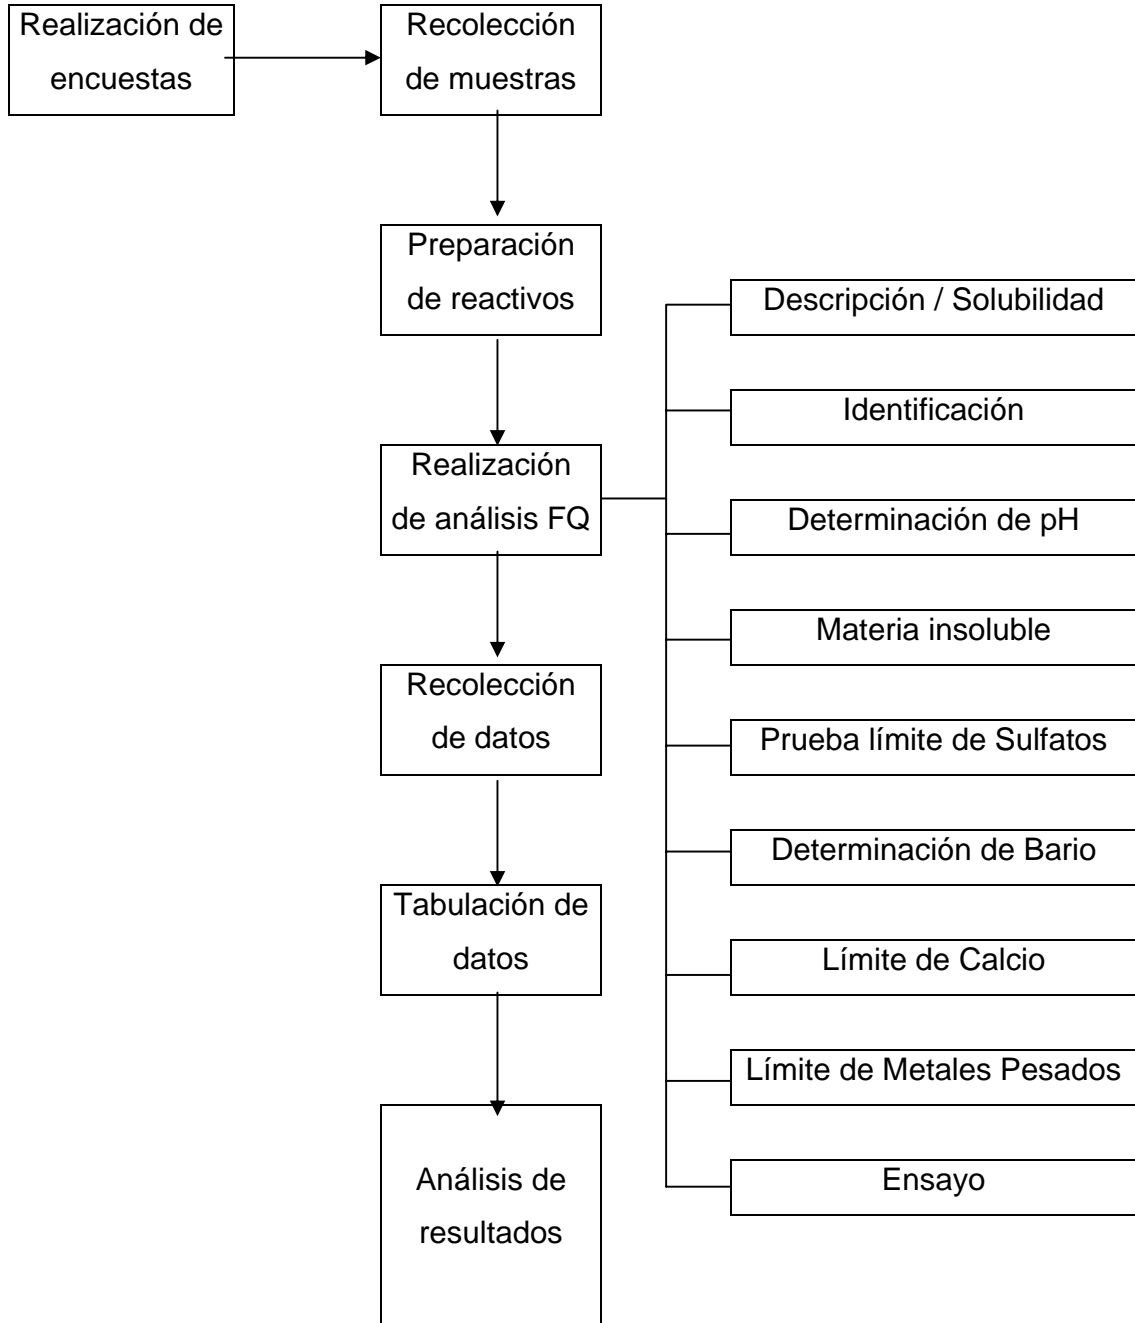 Realización de
encuestas
Recolección
de muestras
Preparación
de reactivos
Realización
de análisis FQ
Recolección
de datos
Tabulación de
datos
Análisis de
resultados
Descripción / Solubilidad
Identificación
Determinación de pH
Materia insoluble
Prueba límite de Sulfatos
Determinación de Bario
Límite de Calcio
Límite de Metales Pesados
Ensayo